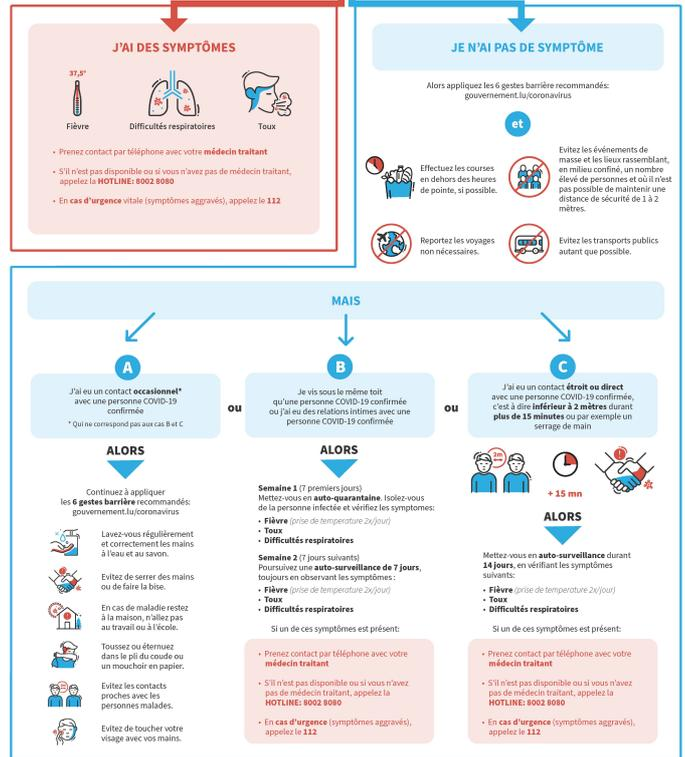 J'AI DES SYMPTÔMES
37,5°
Fièvre
Difficultés respiratoires
Toux
• Prenez contact par téléphone avec votre médecin traitant
• S'il n'est pas disponible ou si vous n'avez pas de médecin traitant,
appelez la HOTLINE: 8002 8080
• En cas d'urgence vitale (symptômes aggravés), appelez le 112
JE N'AI PAS DE SYMPTÔME
Alors appliquez les 6 gestes barrière recommandés:
gouvernement.lu/coronavirus
et
Effectuez les courses
en dehors des heures
de pointe, si possible.
Evitez les événements de
masse et les lieux rassemblant,
en milieu confiné, un nombre
élevé de personnes et où il n'est
pas possible de maintenir une
distance de sécurité de 1 à 2
mètres.
Reportez les voyages
non nécessaires.
Evitez les transports publics
autant que possible.
MAIS
A
J'ai eu un contact occasionnel*
avec une personne COVID-19
confirmée
* Qui ne correspond pas aux cas B et C
ou
B
Je vis sous le même toit
qu'une personne COVID-19 confirmée
ou j'ai eu des relations intimes avec une
personne COVID-19 confirmée
ou
C
J'ai eu un contact étroit ou direct
avec une personne COVID-19 confirmée,
c'est à dire inférieur à 2 mètres durant
plus de 15 minutes ou par exemple un
serrage de main
ALORS
Continuez à appliquer
les 6 gestes barrière recommandés:
gouvernement.lu/coronavirus
Lavez-vous régulièrement
et correctement les mains
à l'eau et au savon.
Evitez de serrer des mains
ou de faire la bise.
En cas de maladie restez
à la maison, n'allez pas
au travail ou à l'école.
Toussez ou éternuez
dans le pli du coude ou
un mouchoir en papier.
Evitez les contacts
proches avec les
personnes malades.
Evitez de toucher votre
visage avec vos mains.
ALORS
Semaine 1 (7 premiers jours)
Mettez-vous en auto-quarantaine. Isolez-vous
de la personne infectée et vérifiez les symptomes:
• Fièvre (prise de temperature 2x/jour)
• Toux
• Difficultés respiratoires
Semaine 2 (7 jours suivants)
Poursuivez une auto-surveillance de 7 jours,
toujours en observant les symptômes :
• Fièvre (prise de temperature 2x/jour)
• Toux
• Difficultés respiratoires
Si un de ces symptômes est présent:
• Prenez contact par téléphone avec votre
médecin traitant
• S'il n'est pas disponible ou si vous n'avez
pas de médecin traitant, appelez la
HOTLINE: 8002 8080
• En cas d'urgence (symptômes aggravés),
appelez le 112
2m
+ 15 mn
ALORS
Mettez-vous en auto-surveillance durant
14 jours, en vérifiant les symptômes
suivants:
• Fièvre (prise de temperature 2x/jour)
• Toux
• Difficultés respiratoires
Si un de ces symptômes est présent:
• Prenez contact par téléphone avec votre
médecin traitant
• S'il n'est pas disponible ou si vous n'avez
pas de médecin traitant, appelez la
HOTLINE: 8002 8080
• En cas d'urgence (symptômes aggravés),
appelez le 112